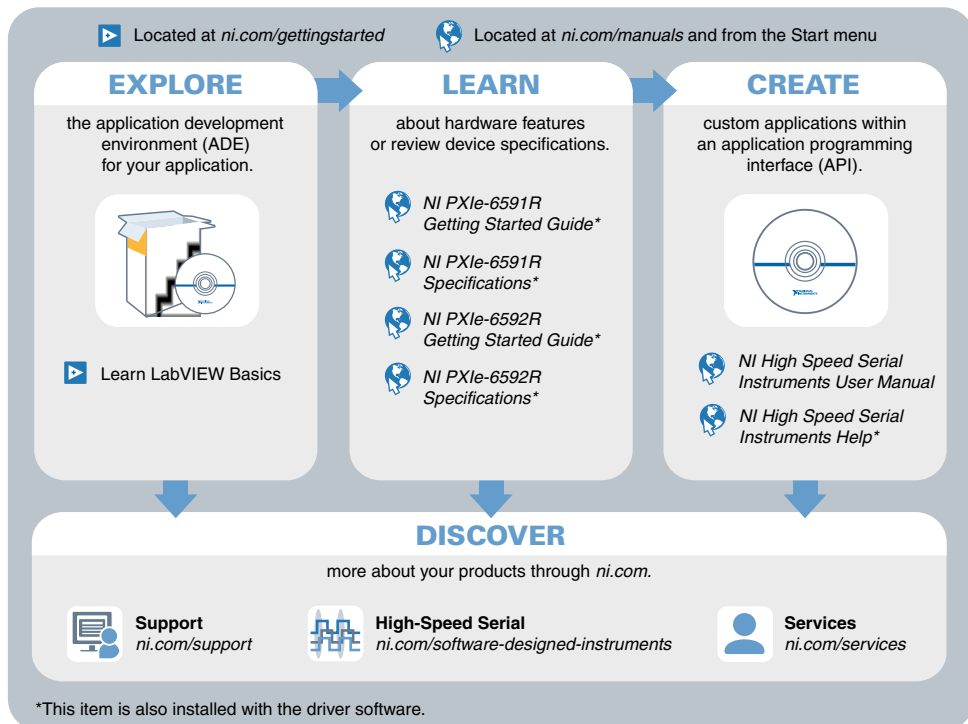 Located at ni.com/gettingstarted
Located at ni.com/manuals and from the Start menu
EXPLORE
the application development
environment (ADE)
for your application.
Learn LabVIEW Basics
LEARN
about hardware features
or review device specifications.
NI PXIe-6591R
Getting Started Guide*
NI PXIe-6591R
Specifications*
NI PXIe-6592R
Getting Started Guide*
NI PXIe-6592R
Specifications*
CREATE
custom applications within
an application programming
interface (API).
NATIONAL
INSTRUMENTS
NI High Speed Serial
Instruments User Manual
NI High Speed Serial
Instruments Help*
DISCOVER
more about your products through ni.com.
Support
ni.com/support
High-Speed Serial
ni.com/software-designed-instruments
Services
ni.com/services
*This item is also installed with the driver software.